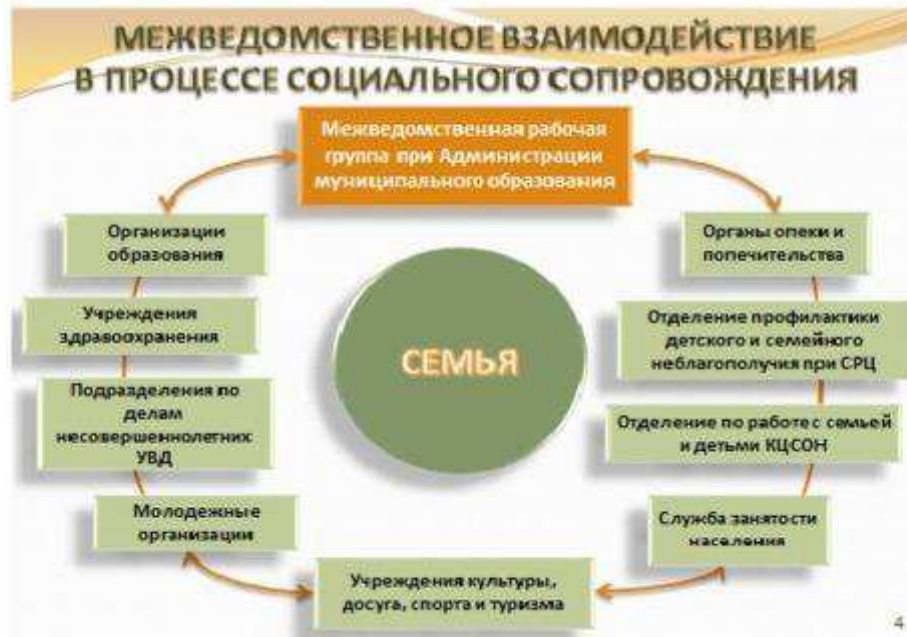 МЕЖВЕДОМСТВЕННОЕ ВЗАИМОДЕЙСТВИЕ
В ПРОЦЕССЕ СОЦИАЛЬНОГО СОПРОВОЖДЕНИЯ
Межведомственная рабочая
группа при Администрации
муниципального образования
Организации
образования
Органы опеки и
попечительства
Учреждения
здравоохранения
Отделение профилактики
детского и семейного
неблагополучия при СРЦ
СЕМЬЯ
Подразделения по
делам
несовершеннолетних
УВД
Отделение по работе с семьей
и детьми КЦСОН
Молодежные
организации
Служба занятости
населения
Учреждения культуры,
досуга, спорта и туризма
4